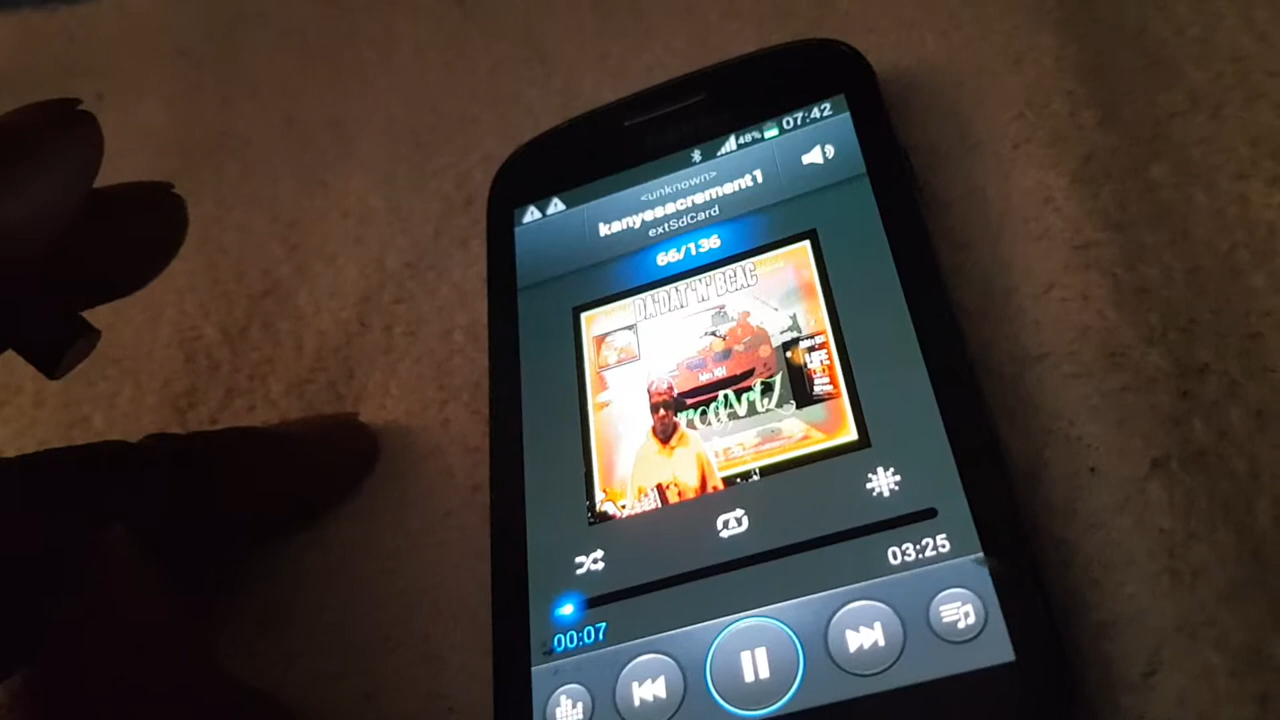 48% 07:42
<unknown>
kanyesacrement1
extSdCard
66/136
DA'DAT 'N' BCAC
03:25
00:07